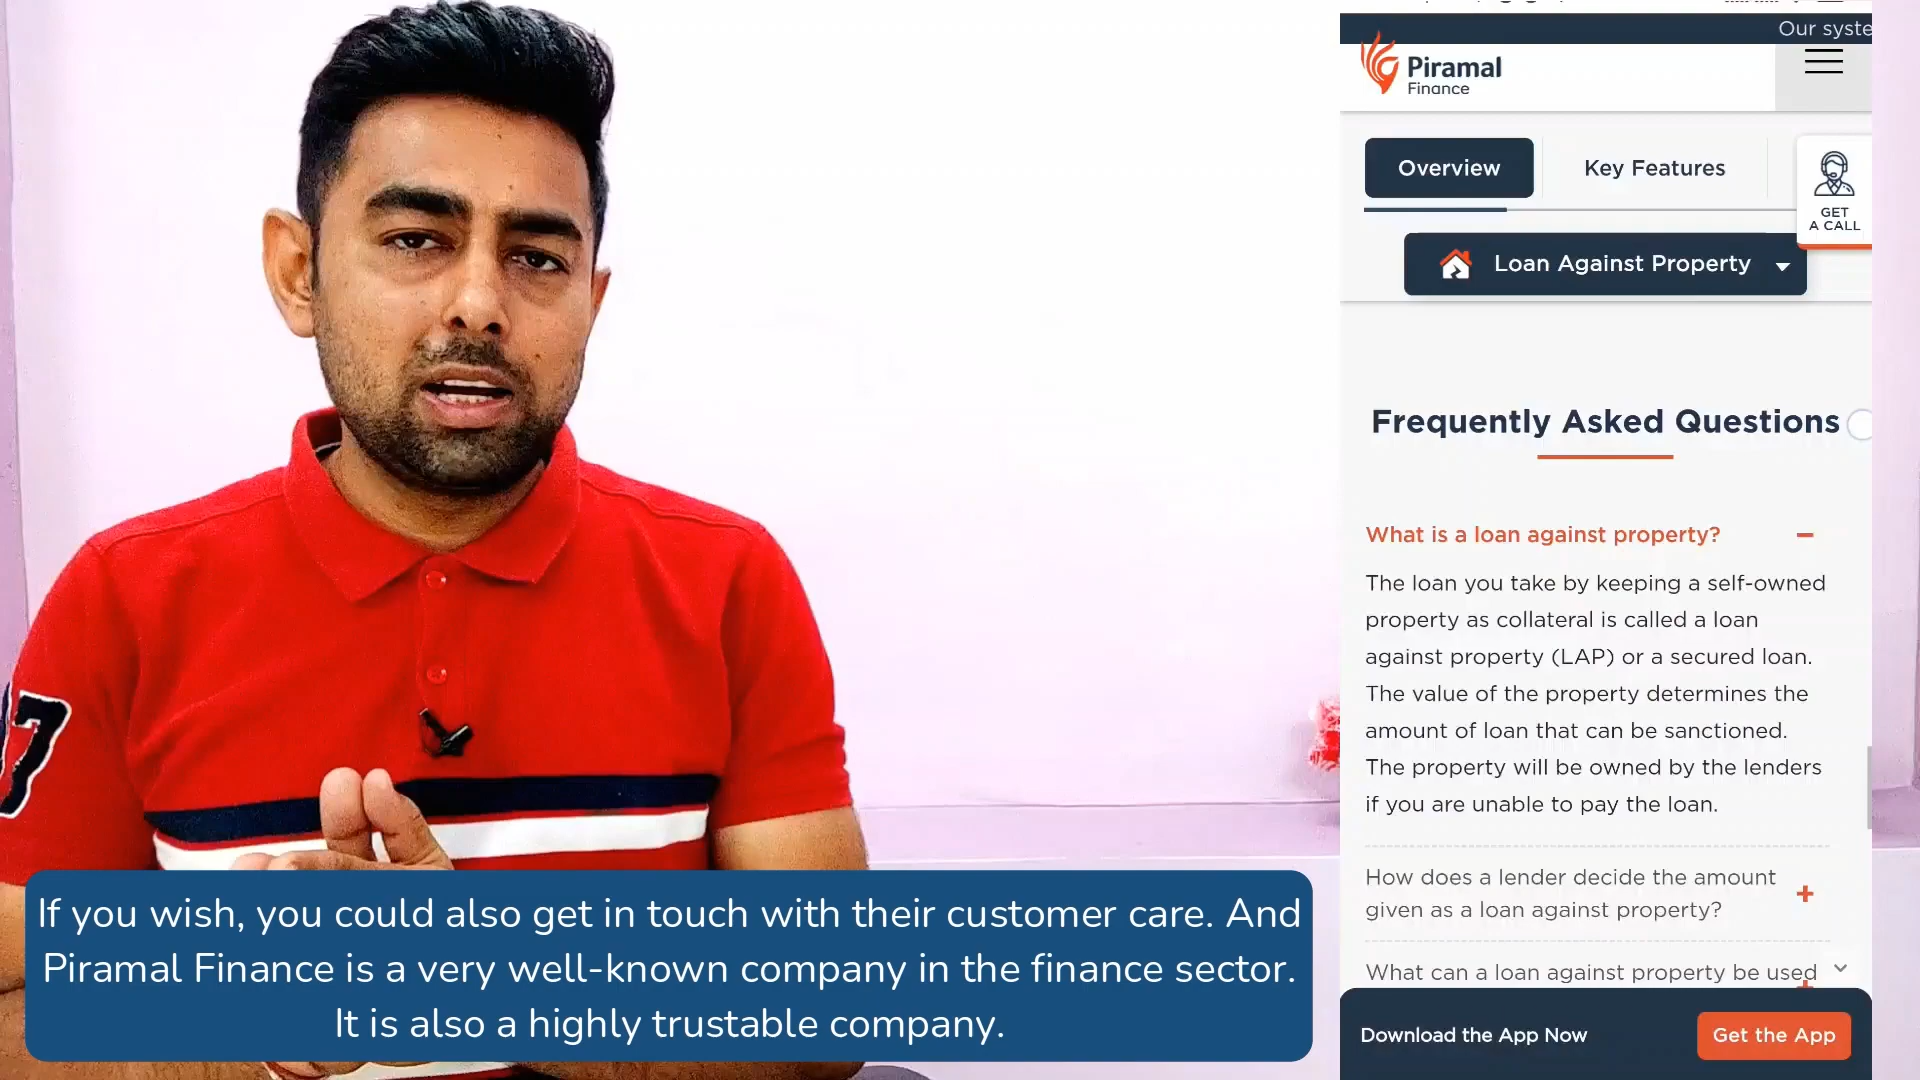 Our syste
Piramal
Finance
Overview
Key Features
GET
A CALL
Loan Against Property
Frequently Asked Questions
What is a loan against property?
The loan you take by keeping a self-owned
property as collateral is called a loan
against property (LAP) or a secured loan.
The value of the property determines the
amount of loan that can be sanctioned.
The property will be owned by the lenders
if you are unable to pay the loan.
How does a lender decide the amount
given as a loan against property?
What can a loan against property be used
Download the App Now
Get the App
7
If you wish, you could also get in touch with their customer care. And
Piramal Finance is a very well-known company in the finance sector.
It is also a highly trustable company.